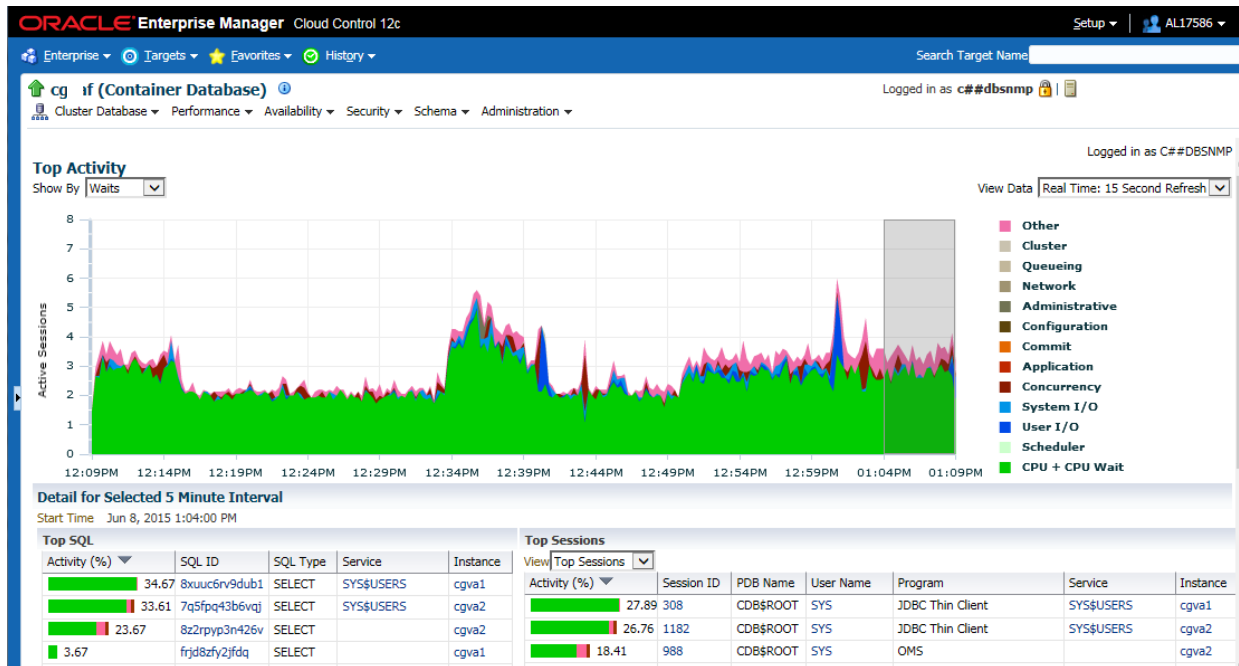 ORACLE Enterprise Manager Cloud Control 12c
Setup AL17586
Enterprise Targets Favorites History Search Target Name
cg if (Container Database) Logged in as c##dbsnmp
Cluster Database Performance Availability Security Schema Administration
Logged in as C##DBSNMP
Top Activity
Show By Waits View Data Real Time: 15 Second Refresh
Active Sessions
8
7
6
5
4
3
2
1
0
12:09PM 12:14PM 12:19PM 12:24PM 12:29PM 12:34PM 12:39PM 12:44PM 12:49PM 12:54PM 12:59PM 01:04PM 01:09PM
Other
Cluster
Queueing
Network
Administrative
Configuration
Commit
Application
Concurrency
System I/O
User I/O
Scheduler
CPU + CPU Wait
Detail for Selected 5 Minute Interval
Start Time Jun 8, 2015 1:04:00 PM
Top SQL
Activity (%) SQL ID SQL Type Service Instance
34.67 8xuuc6rv9dub1 SELECT SYS$USERS cgva1
33.61 7q5fpq43b6vqj SELECT SYS$USERS cgva2
23.67 8z2rpyp3n426v SELECT cgva2
3.67 frjd8zfy2jfdq SELECT cgva1
Top Sessions
View Top Sessions
Activity (%) Session ID PDB Name User Name Program Service Instance
27.89 308 CDB$ROOT SYS JDBC Thin Client SYS$USERS cgva1
26.76 1182 CDB$ROOT SYS JDBC Thin Client SYS$USERS cgva2
18.41 988 CDB$ROOT SYS OMS cgva2